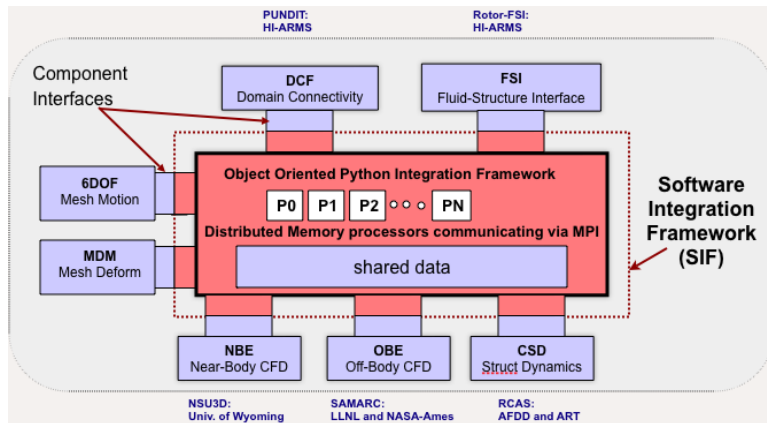 PUNDIT:
HI-ARMS
Rotor-FSI:
HI-ARMS
Component
Interfaces
DCF
Domain Connectivity
FSI
Fluid-Structure Interface
6DOF
Mesh Motion
Object Oriented Python Integration Framework
P0 P1 P2 PN
Distributed Memory processors communicating via MPI
Software
Integration
Framework
(SIF)
MDM
Mesh Deform
shared data
NBE
Near-Body CFD
OBE
Off-Body CFD
CSD
Struct Dynamics
NSU3D:
Univ. of Wyoming
SAMARC:
LLNL and NASA-Ames
RCAS:
AFDD and ART